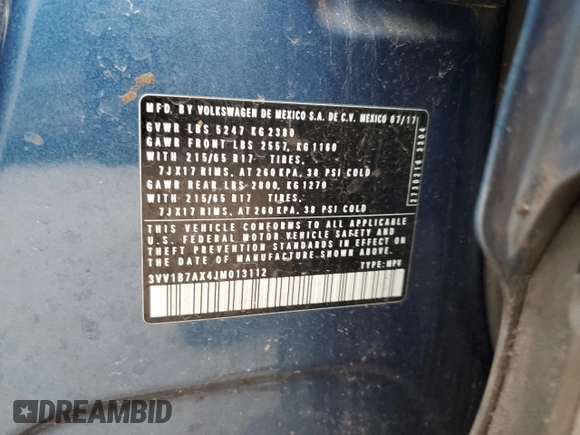 MFD. BY VOLKSWAGEN DE MEXICO S.A. DE C.V. MEXICO 07/17
GVWR LBS 5247 KG 2380
GAWR FRONT LBS 2557, KG 1160
WITH 215/65 R17 TIRES,
7JX17 RIMS, AT 260 KPA, 38 PSI COLD
GAWR REAR LBS 2800, KG 1270
WITH 215/65 R17 TIRES,
7JX17 RIMS, AT 260 KPA, 38 PSI COLD
THIS VEHICLE CONFORMS TO ALL APPLICABLE
U.S. FEDERAL MOTOR VEHICLE SAFETY AND
THEFT PREVENTION STANDARDS IN EFFECT ON
THE DATE OF MANUFACTURE SHOWN ABOVE
3VV1B7AX4JM013112 TYPE: MPV
2730216 3304
DREAMBID